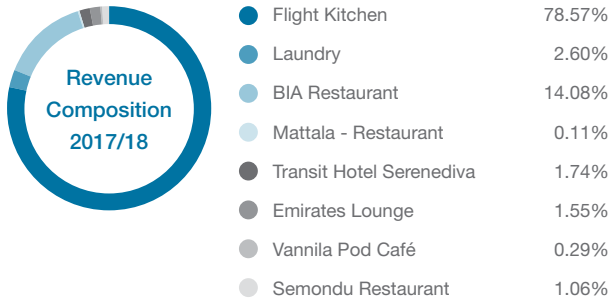 Revenue
Composition
2017/18
Flight Kitchen 78.57%
Laundry 2.60%
BIA Restaurant 14.08%
Mattala - Restaurant 0.11%
Transit Hotel Serenediva 1.74%
Emirates Lounge 1.55%
Vannila Pod Café 0.29%
Semondu Restaurant 1.06%